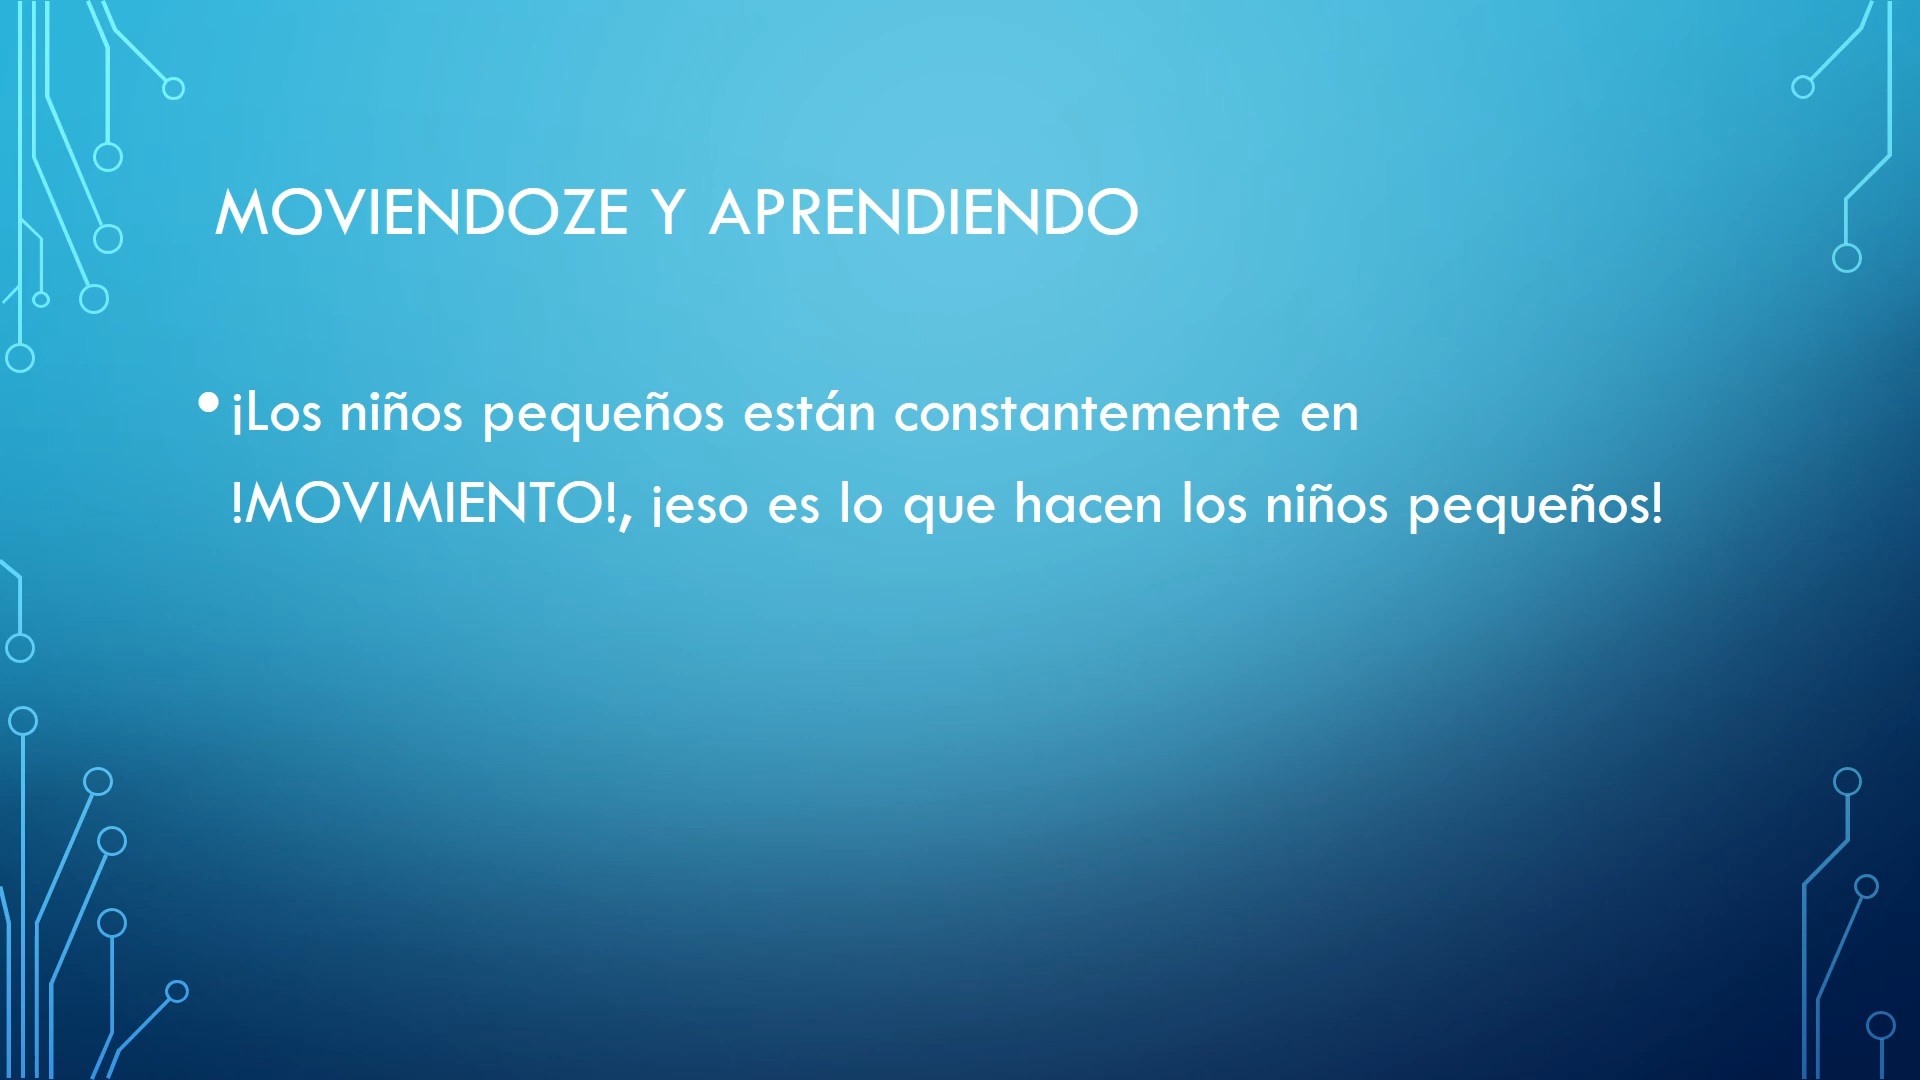 MOVIENDOZE Y APRENDIENDO
• ¡Los niños pequeños están constantemente en
!MOVIMIENTO!, ¡eso es lo que hacen los niños pequeños!